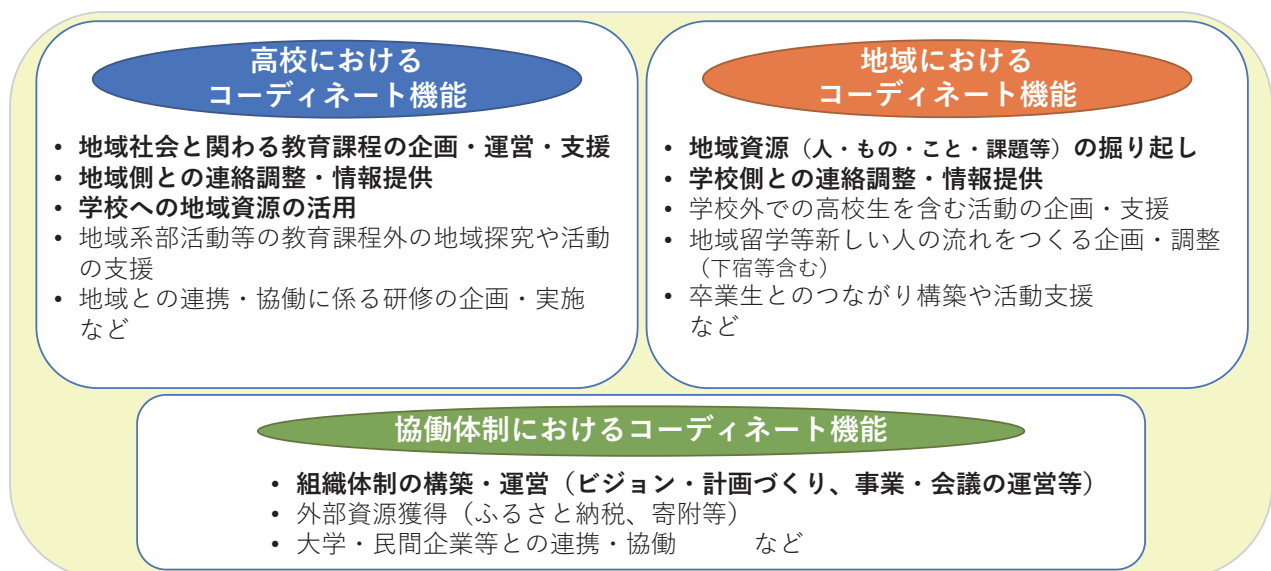 高校における
コーディネート機能
• 地域社会と関わる教育課程の企画・運営・支援
• 地域側との連絡調整・情報提供
• 学校への地域資源の活用
• 地域系部活動等の教育課程外の地域探究や活動
の支援
• 地域との連携・協働に係る研修の企画・実施
など
地域における
コーディネート機能
• 地域資源（人・もの・こと・課題等）の掘り起し
• 学校側との連絡調整・情報提供
• 学校外での高校生を含む活動の企画・支援
• 地域留学等新しい人の流れをつくる企画・調整
（下宿等含む）
• 卒業生とのつながり構築や活動支援
など
協働体制におけるコーディネート機能
• 組織体制の構築・運営（ビジョン・計画づくり、事業・会議の運営等）
• 外部資源獲得（ふるさと納税、寄附等）
• 大学・民間企業等との連携・協働　　　など